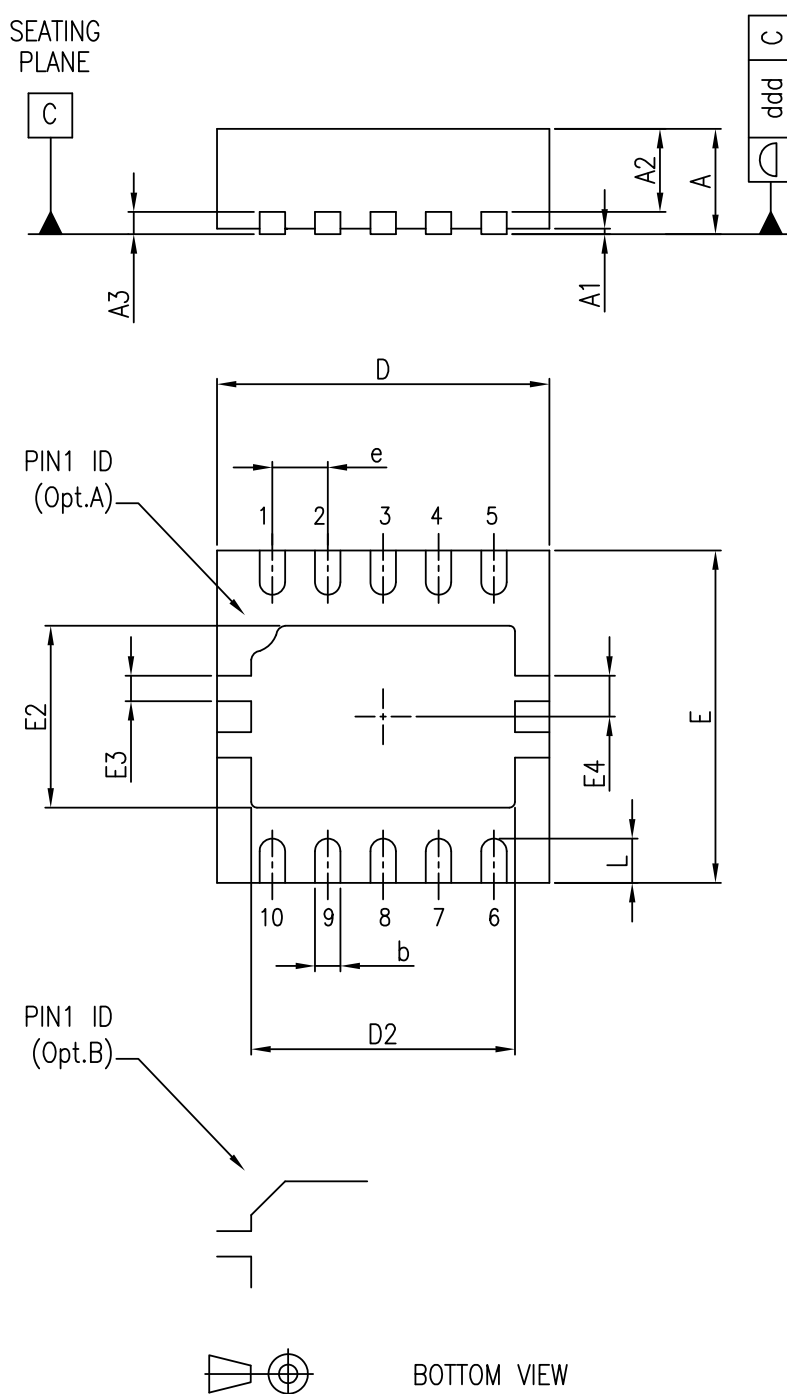 SEATING
PLANE
C
C
ddd
A2
A
A3
A1
D
PIN1 ID
(Opt.A)
e
1 2 3 4 5
E2
E3
E4
E
L
10 9 8 7 6
b
D2
PIN1 ID
(Opt.B)
BOTTOM VIEW